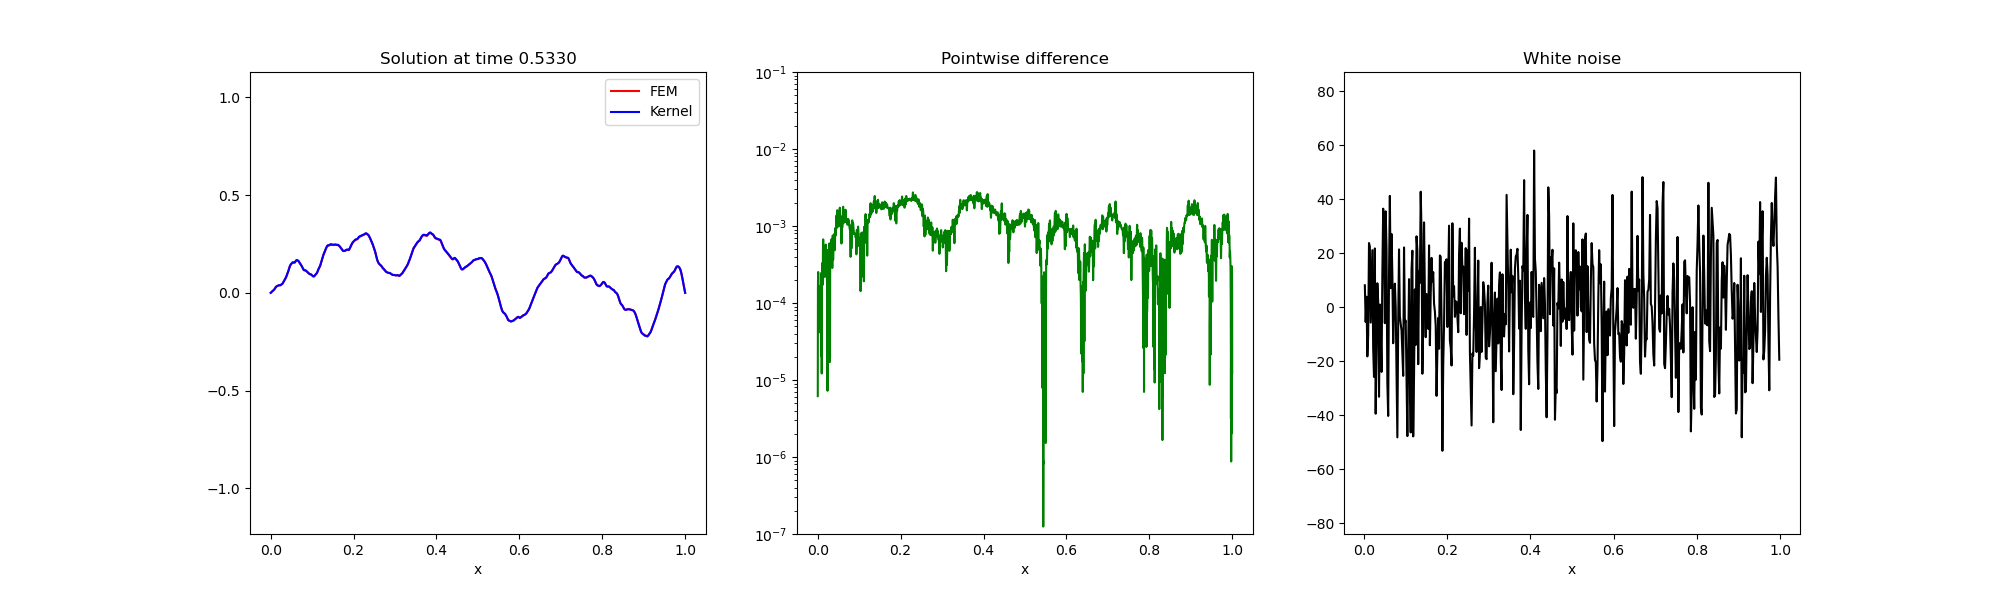 Solution at time 0.5330
1.0
0.5
0.0
−0.5
−1.0
0.0 0.2 0.4 0.6 0.8 1.0
x
FEM
Kernel
Pointwise difference
10⁻¹
10⁻²
10⁻³
10⁻⁴
10⁻⁵
10⁻⁶
10⁻⁷
0.0 0.2 0.4 0.6 0.8 1.0
x
White noise
80
60
40
20
0
−20
−40
−60
−80
0.0 0.2 0.4 0.6 0.8 1.0
x